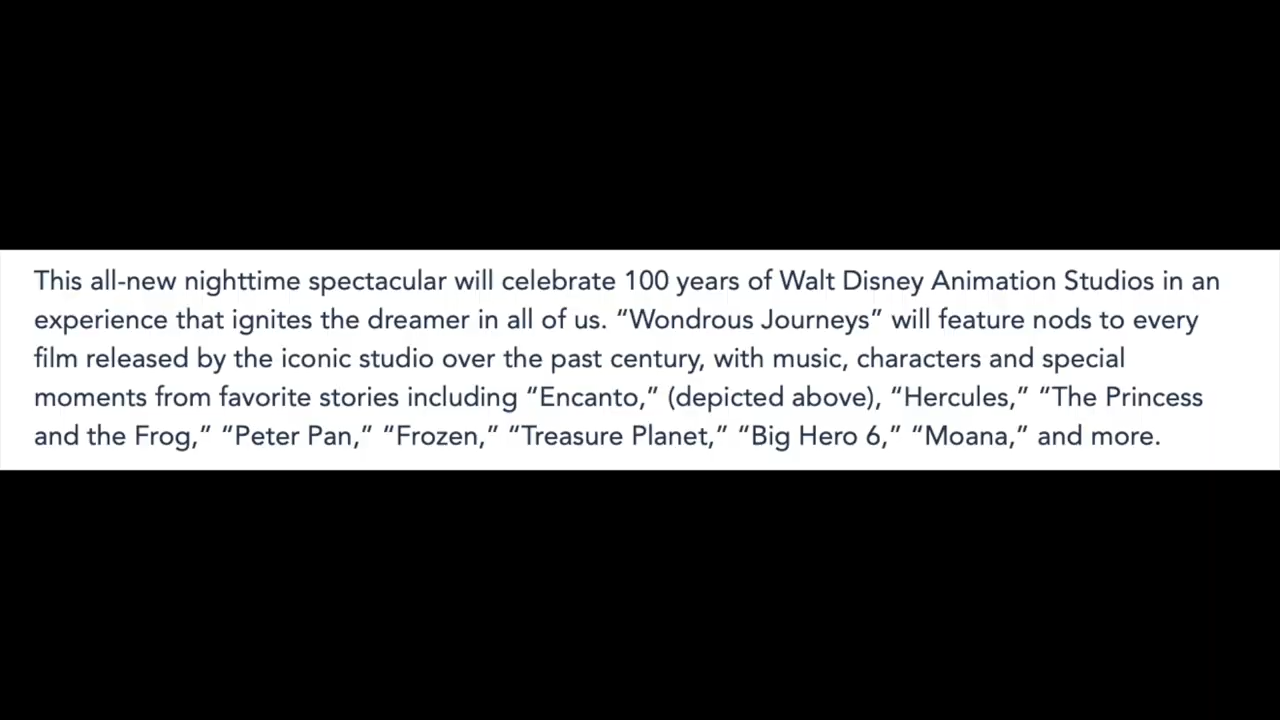 This all-new nighttime spectacular will celebrate 100 years of Walt Disney Animation Studios in an
experience that ignites the dreamer in all of us. “Wondrous Journeys” will feature nods to every
film released by the iconic studio over the past century, with music, characters and special
moments from favorite stories including “Encanto,” (depicted above), “Hercules,” “The Princess
and the Frog,” “Peter Pan,” “Frozen,” “Treasure Planet,” “Big Hero 6,” “Moana,” and more.